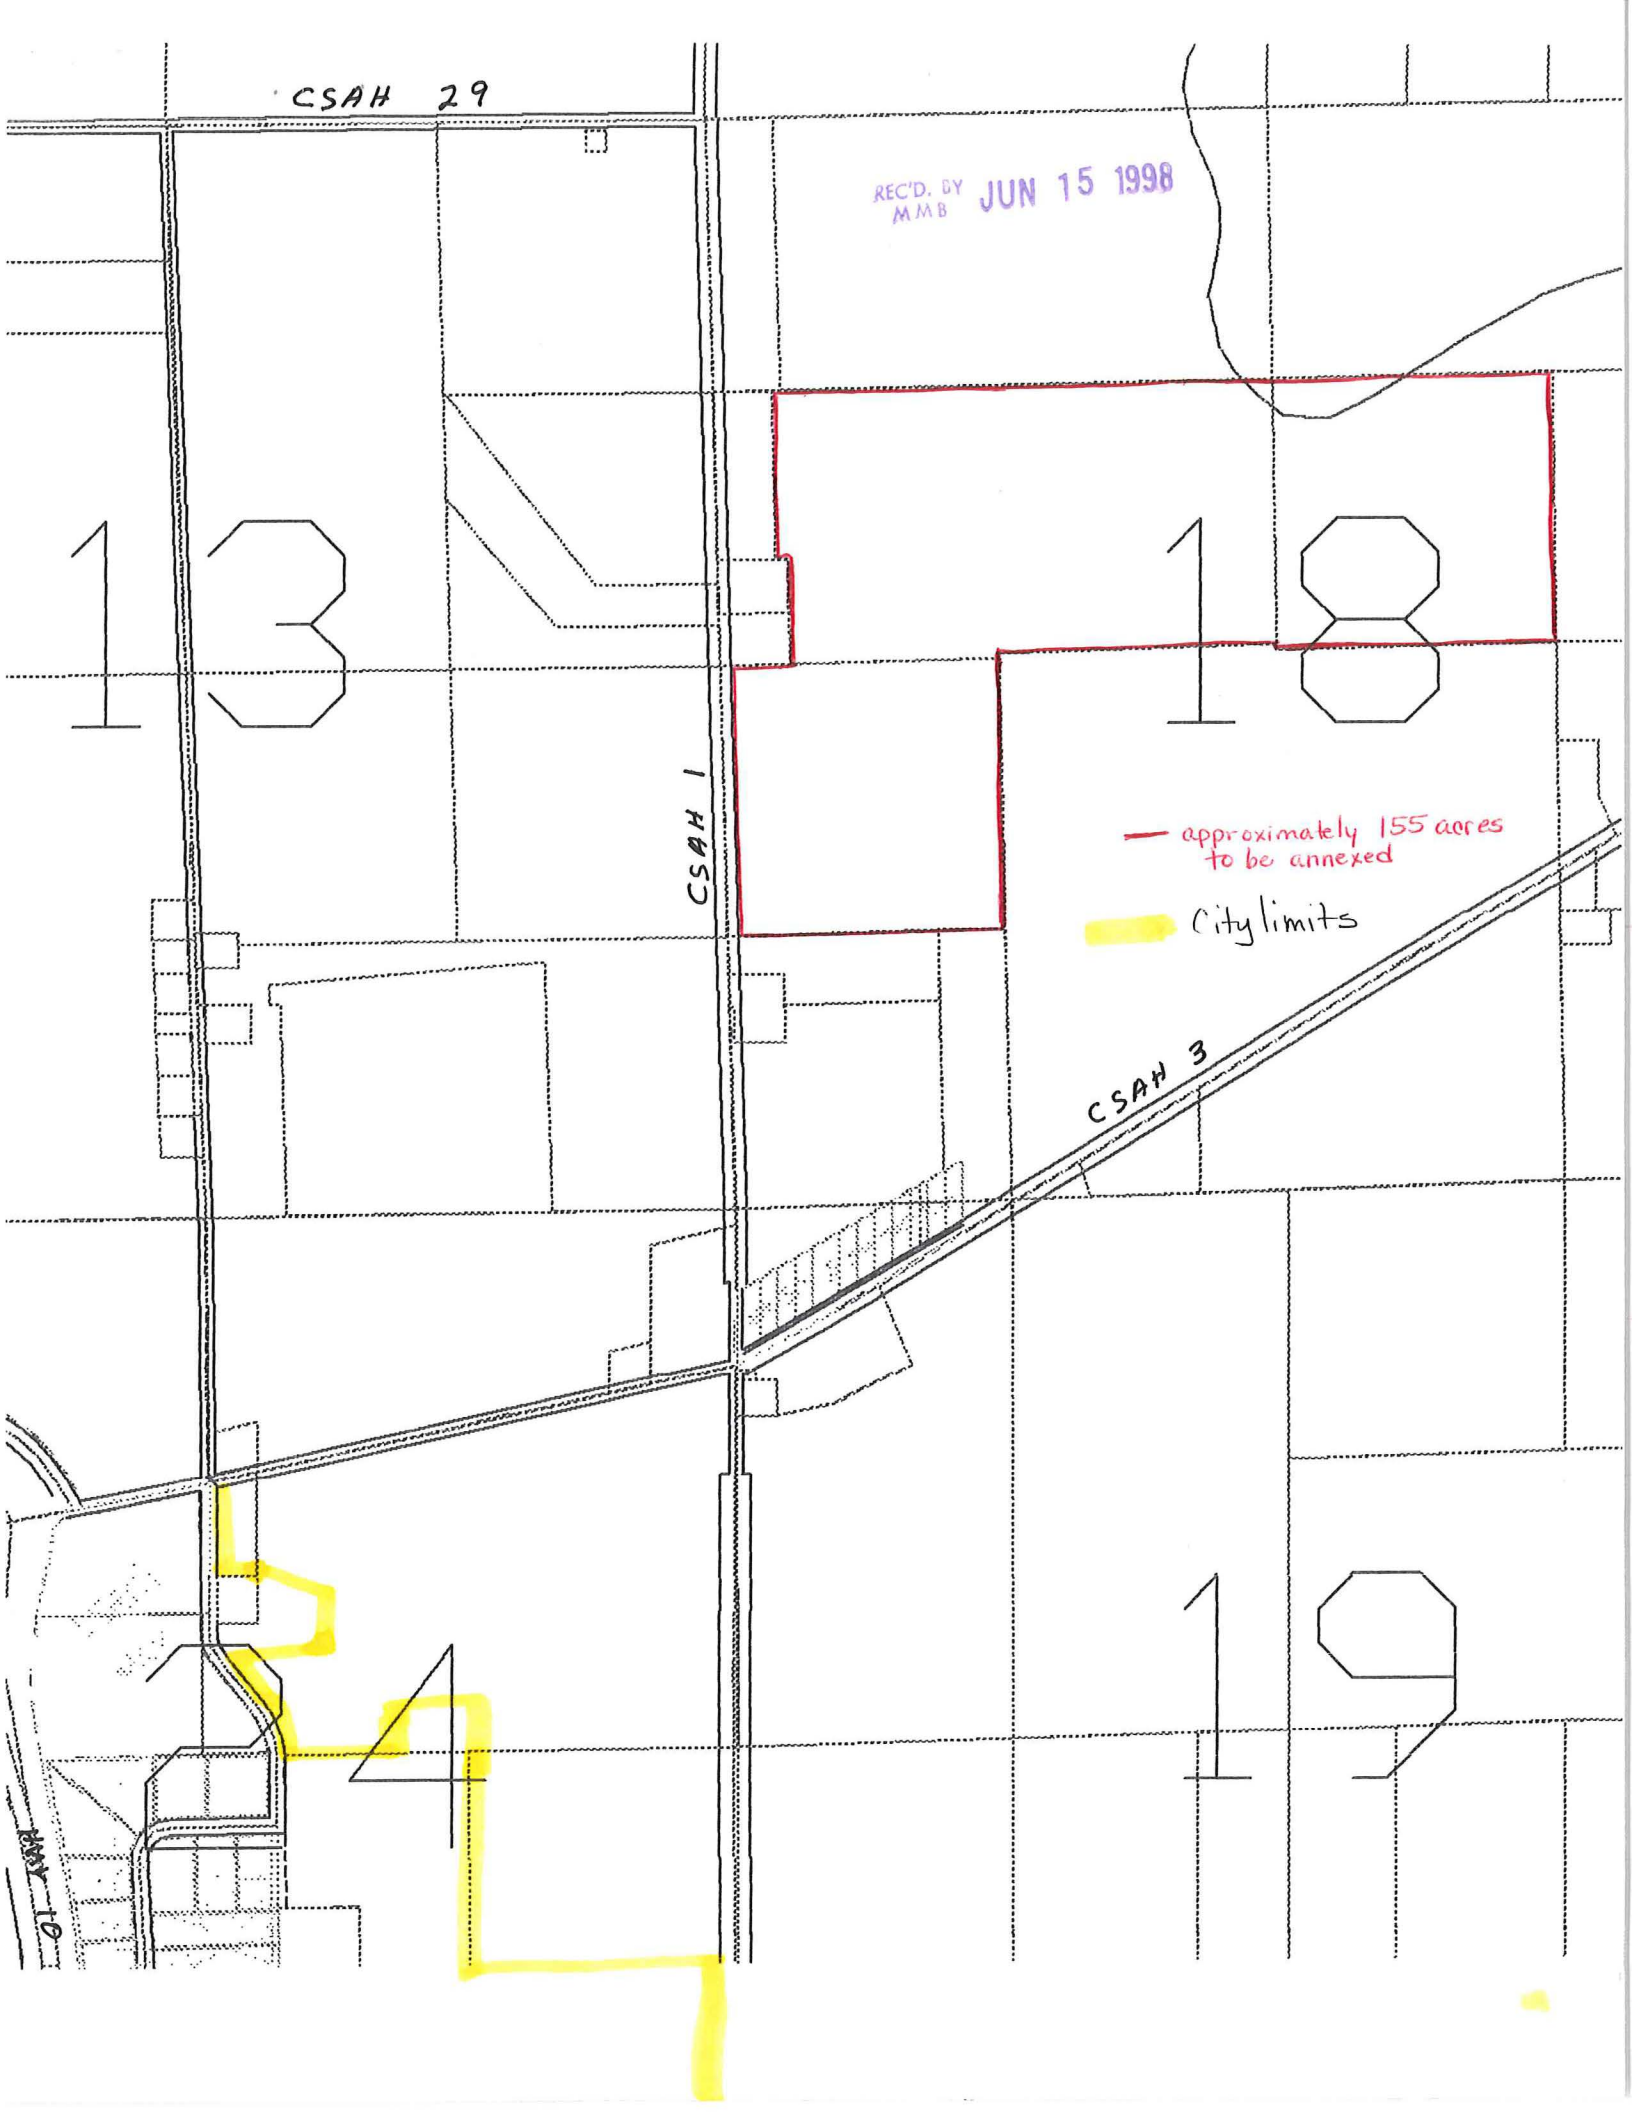 CSAH 29
REC'D. BY JUN 15 1998
MMB
13
18
CSAH 1
— approximately 155 acres
to be annexed
City limits
CSAH 3
24
19
HWY 10